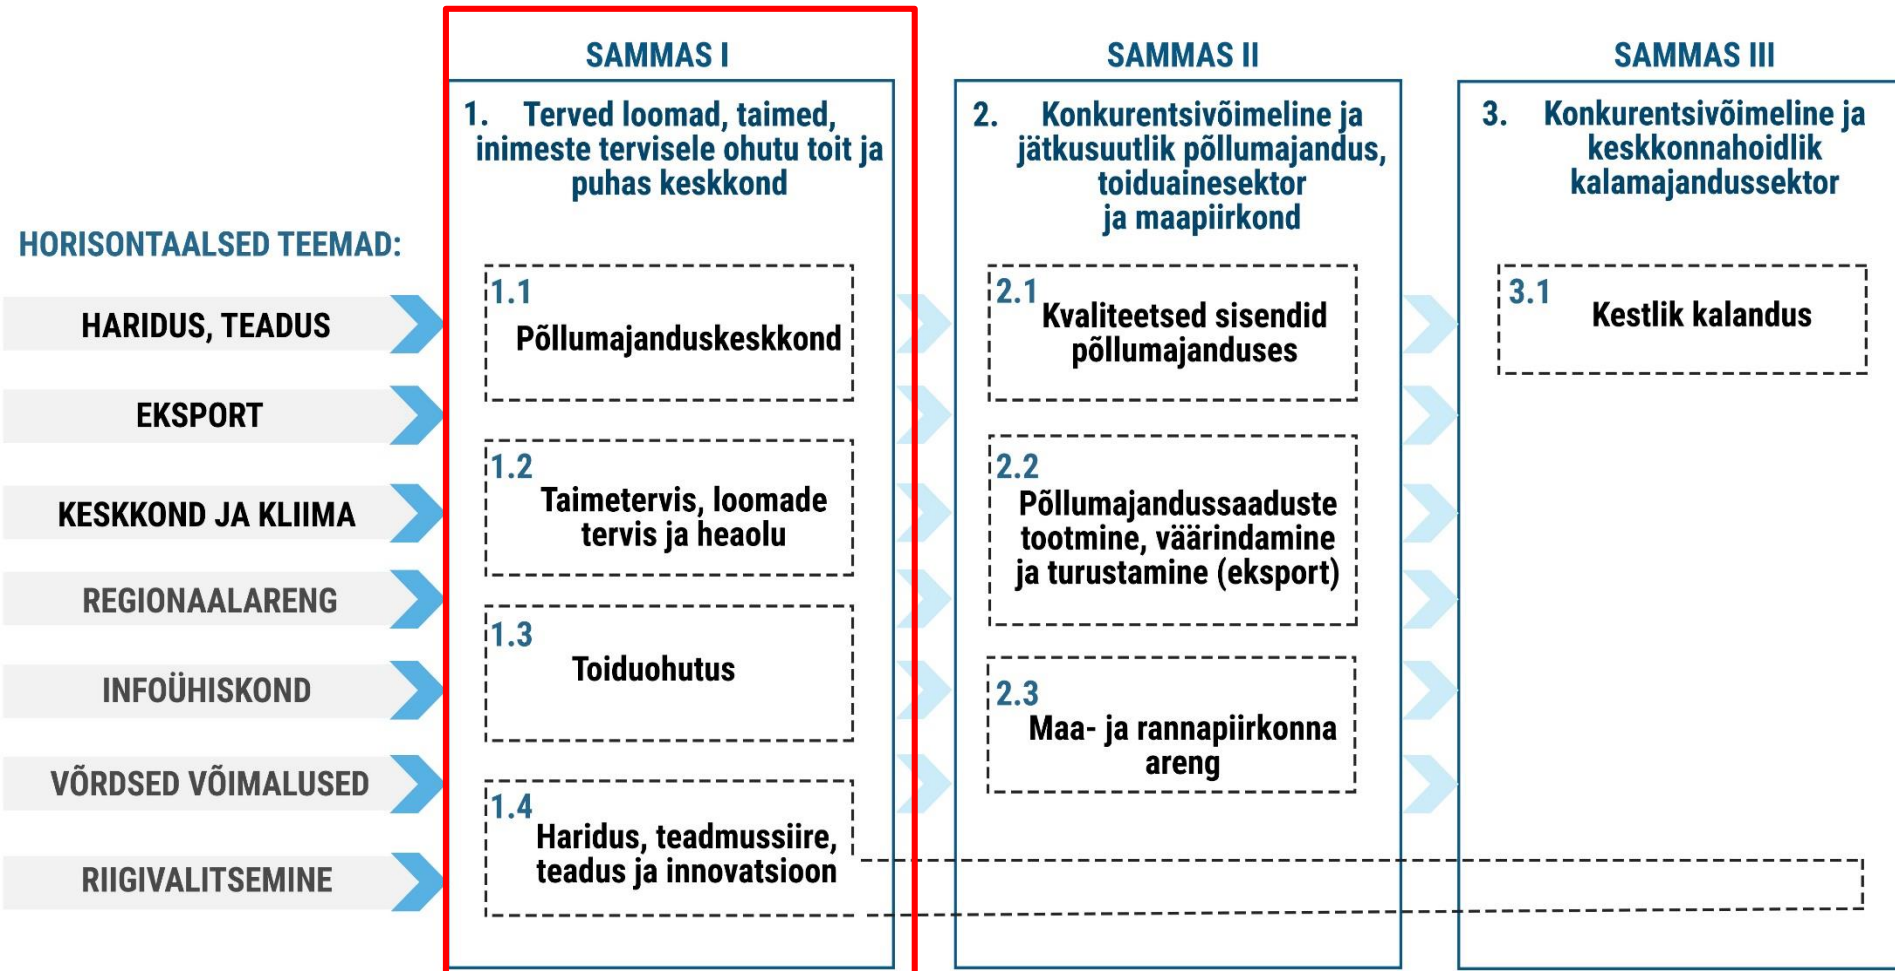 SAMMAS I
1. Terved loomad, taimed,
inimeste tervisele ohutu toit ja
puhas keskkond
SAMMAS II
2. Konkurentsivõimeline ja
jätkusuutlik põllumajandus,
toiduainesektor
ja maapiirkond
SAMMAS III
3. Konkurentsivõimeline ja
keskkonnahoidlik
kalamajandussektor
HORISONTAALSED TEEMAD:
HARIDUS, TEADUS
EKSPORT
KESKKOND JA KLIIMA
REGIONAALARENG
INFOÜHISKOND
VÕRDSED VÕIMALUSED
RIIGIVALITSEMINE
1.1
Põllumajanduskeskkond
1.2
Taimetervis, loomade
tervis ja heaolu
1.3
Toiduohutus
1.4
Haridus, teadmussiire,
teadus ja innovatsioon
2.1
Kvaliteetsed sisendid
põllumajanduses
2.2
Põllumajandussaaduste
tootmine, väärindamine
ja turustamine (eksport)
2.3
Maa- ja rannapiirkonna
areng
3.1
Kestlik kalandus